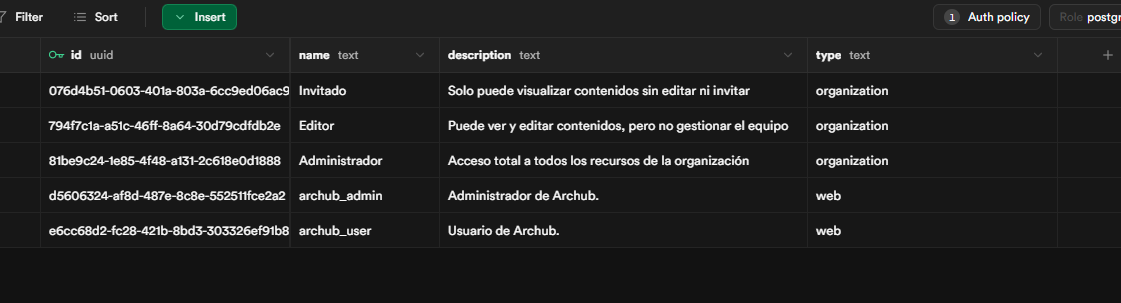 Filter Sort Insert 1 Auth policy Role postgr
id uuid name text description text type text
076d4b51-0603-401a-803a-6cc9ed06ac9 Invitado Solo puede visualizar contenidos sin editar ni invitar organization
794f7c1a-a51c-46ff-8a64-30d79cdfdb2e Editor Puede ver y editar contenidos, pero no gestionar el equipo organization
81be9c24-1e85-4f48-a131-2c618e0d1888 Administrador Acceso total a todos los recursos de la organización organization
d5606324-af8d-487e-8c8e-552511fce2a2 archub_admin Administrador de Archub. web
e6cc68d2-fc28-421b-8bd3-303326ef91b8 archub_user Usuario de Archub. web